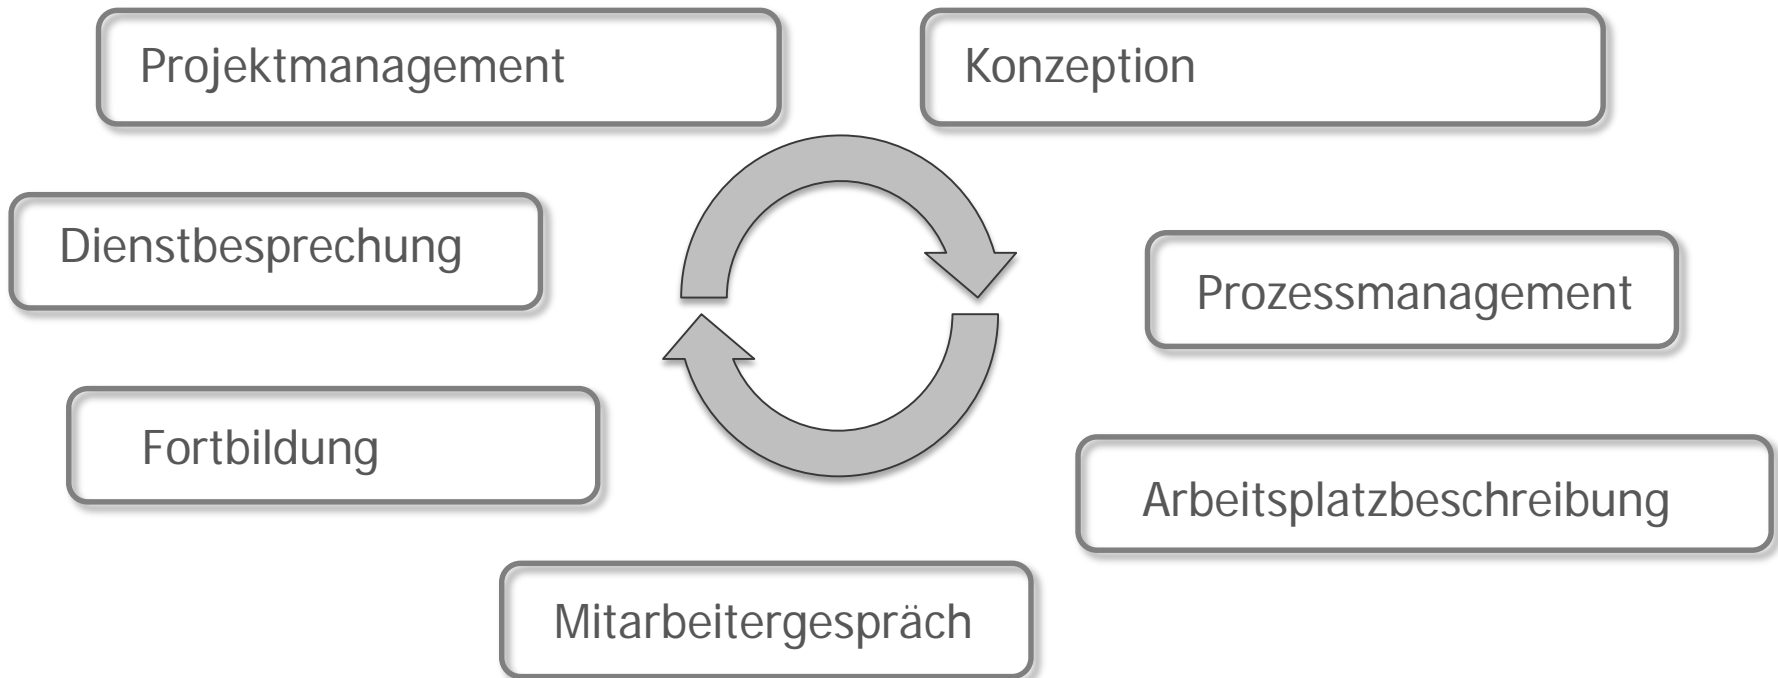 Projektmanagement
Konzeption
Dienstbesprechung
Prozessmanagement
Fortbildung
Arbeitsplatzbeschreibung
Mitarbeitergespräch